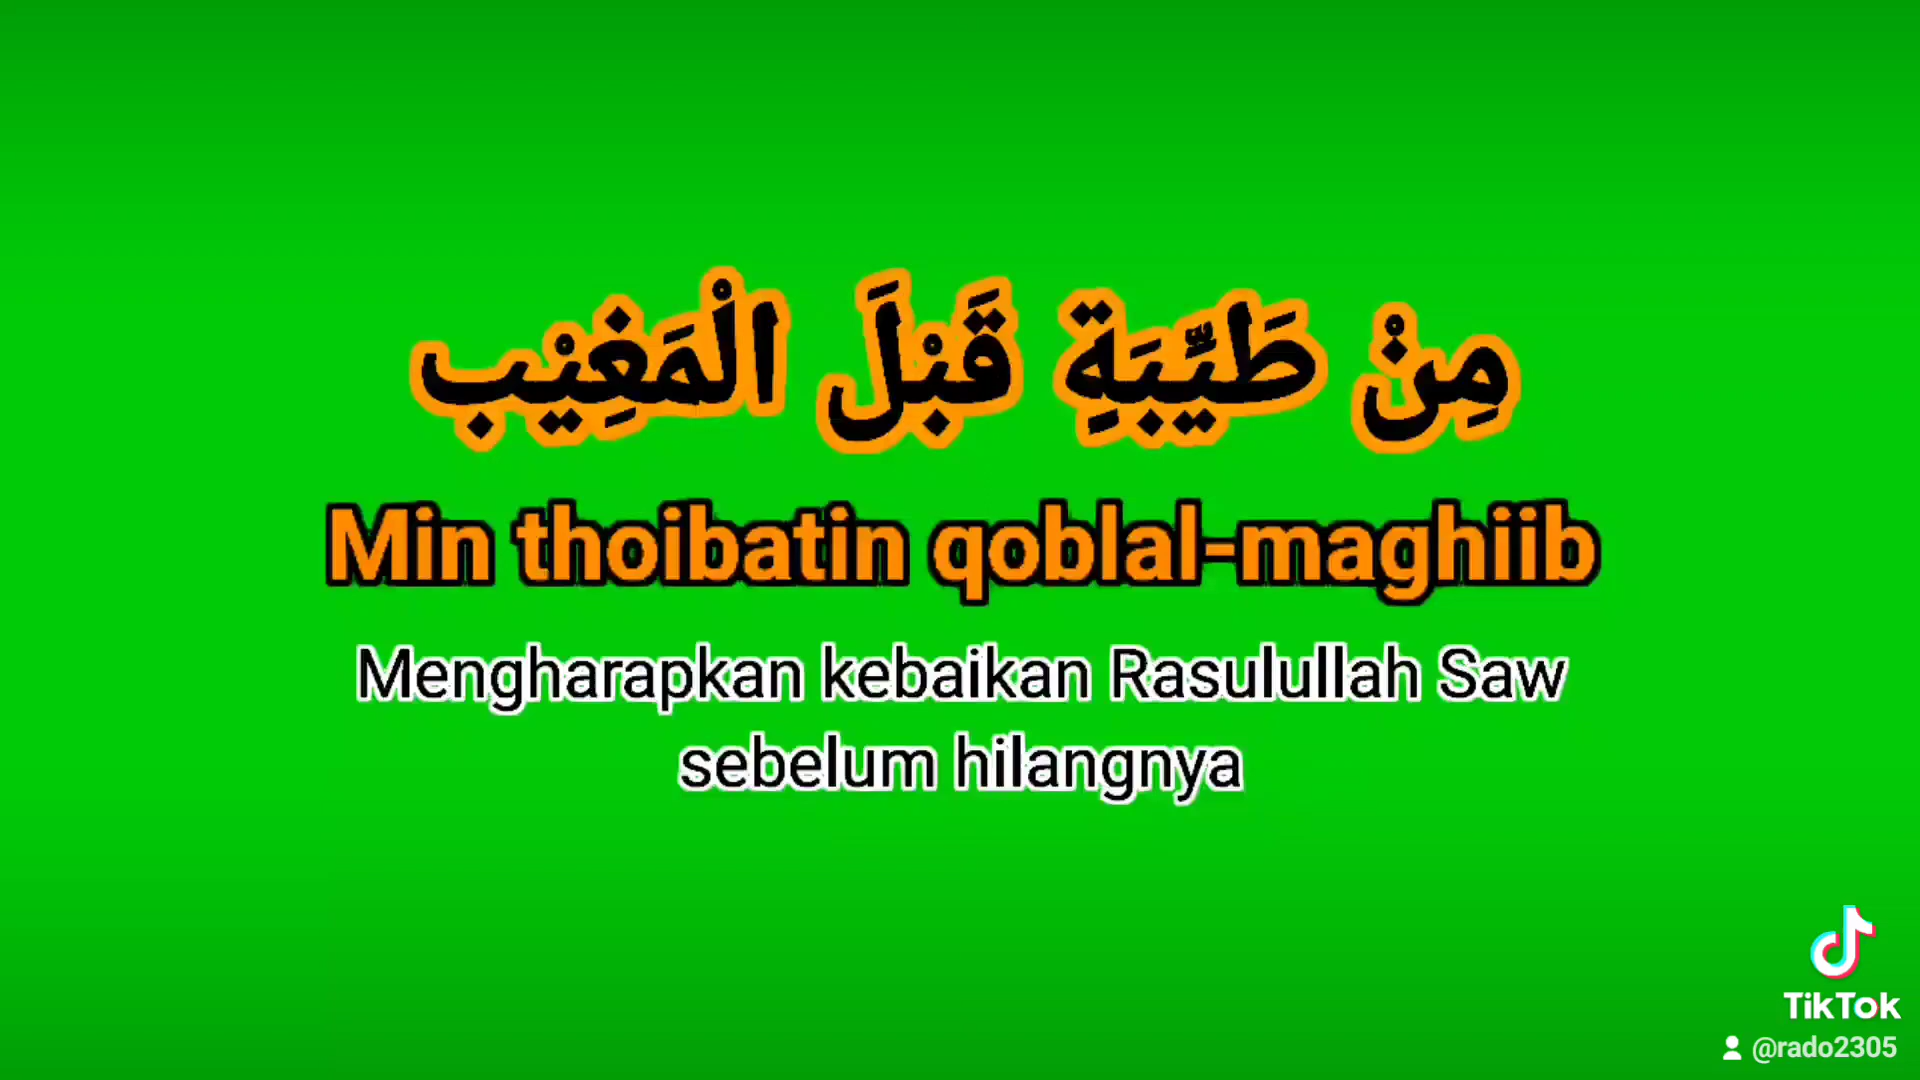 مِنْ طَيِّبَةِ قَبْلَ الْمَغِيْب
Min thoibatin qoblal-maghiib
Mengharapkan kebaikan Rasulullah Saw
sebelum hilangnya
TikTok
@rado2305